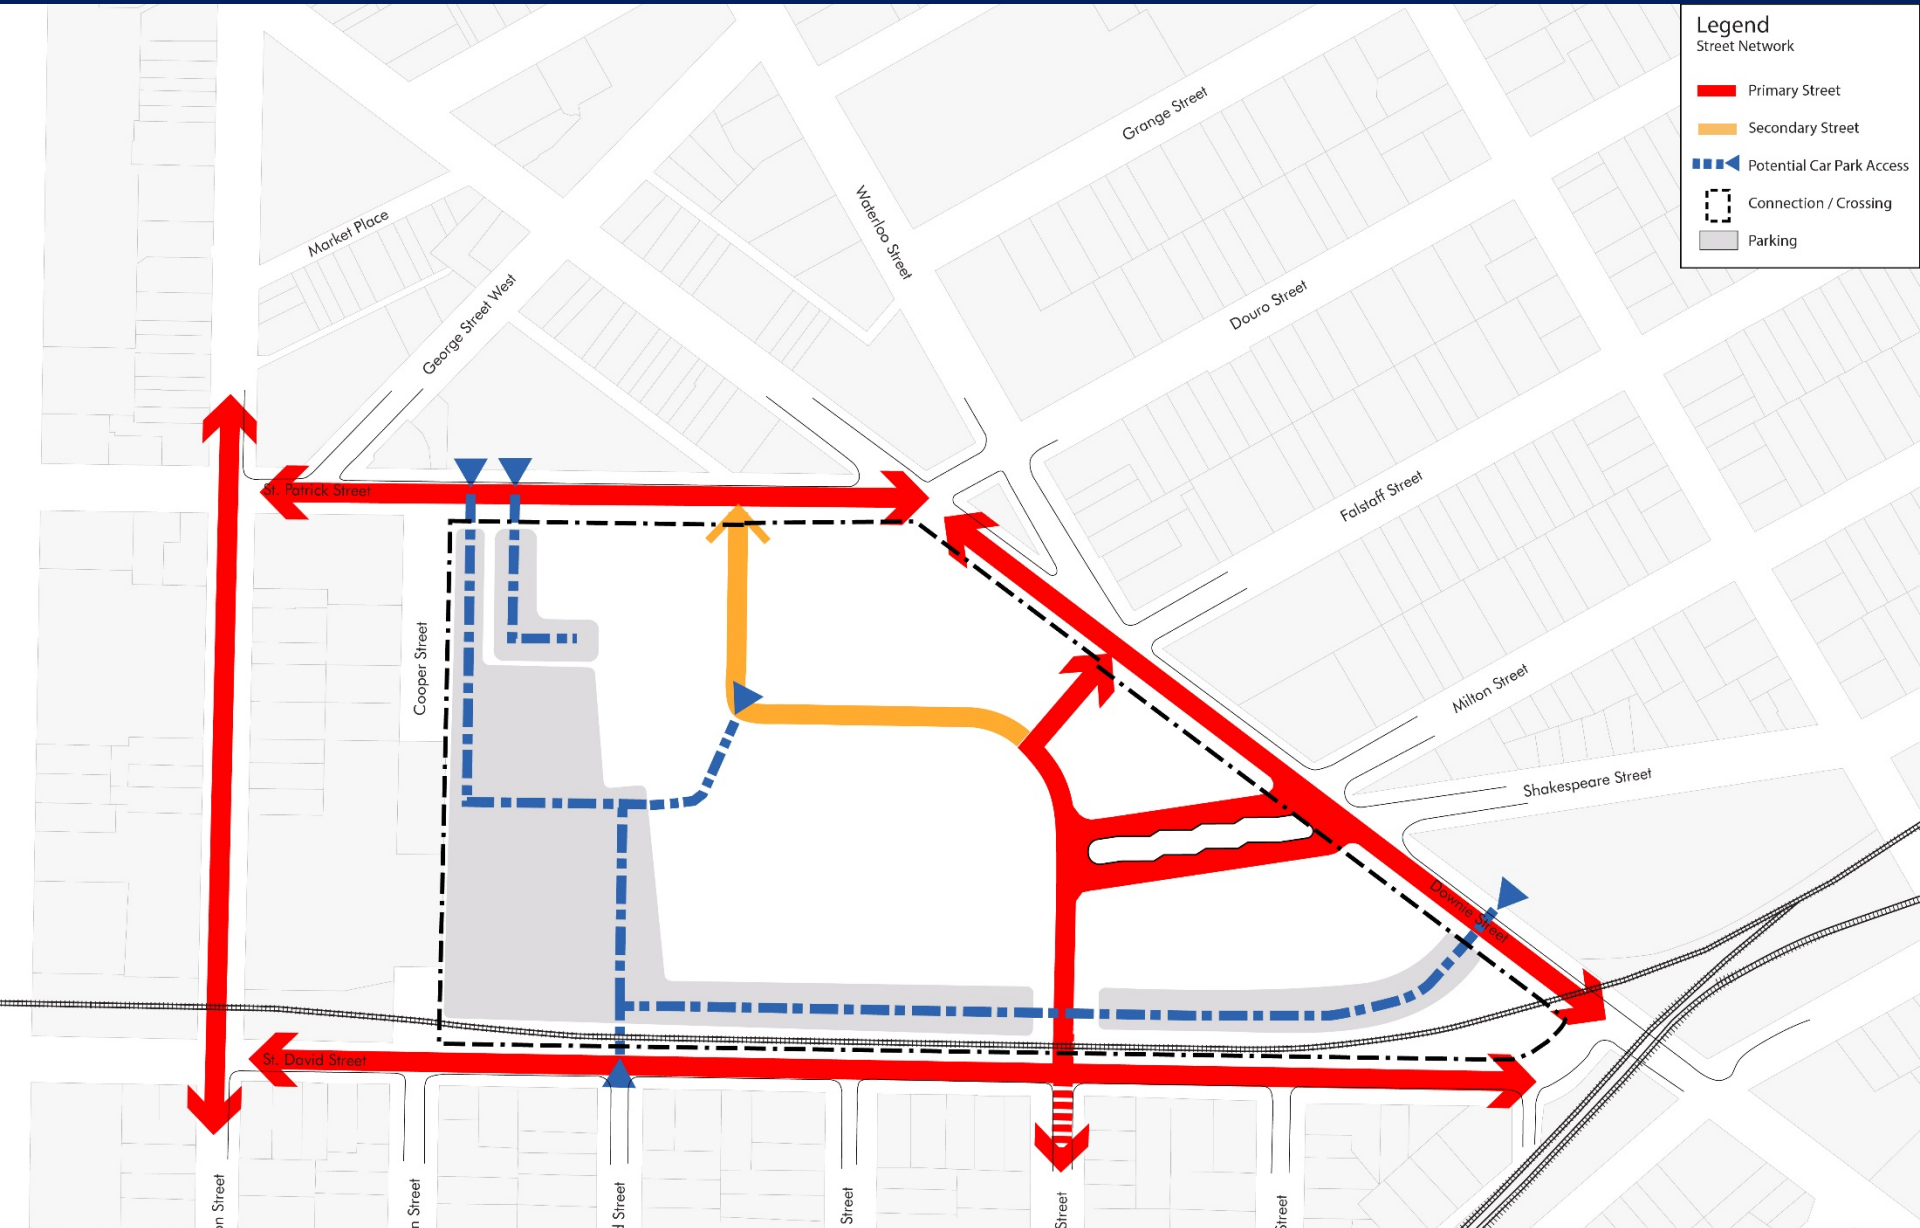 Legend
Street Network
Primary Street
Secondary Street
Potential Car Park Access
Connection / Crossing
Parking
Grange Street
Waterloo Street
Market Place
George Street West
Douro Street
Falstaff Street
St. Patrick Street
Cooper Street
Milton Street
Shakespeare Street
Downie Street
St. David Street
on Street
n Street
d Street
Street
Street
Street